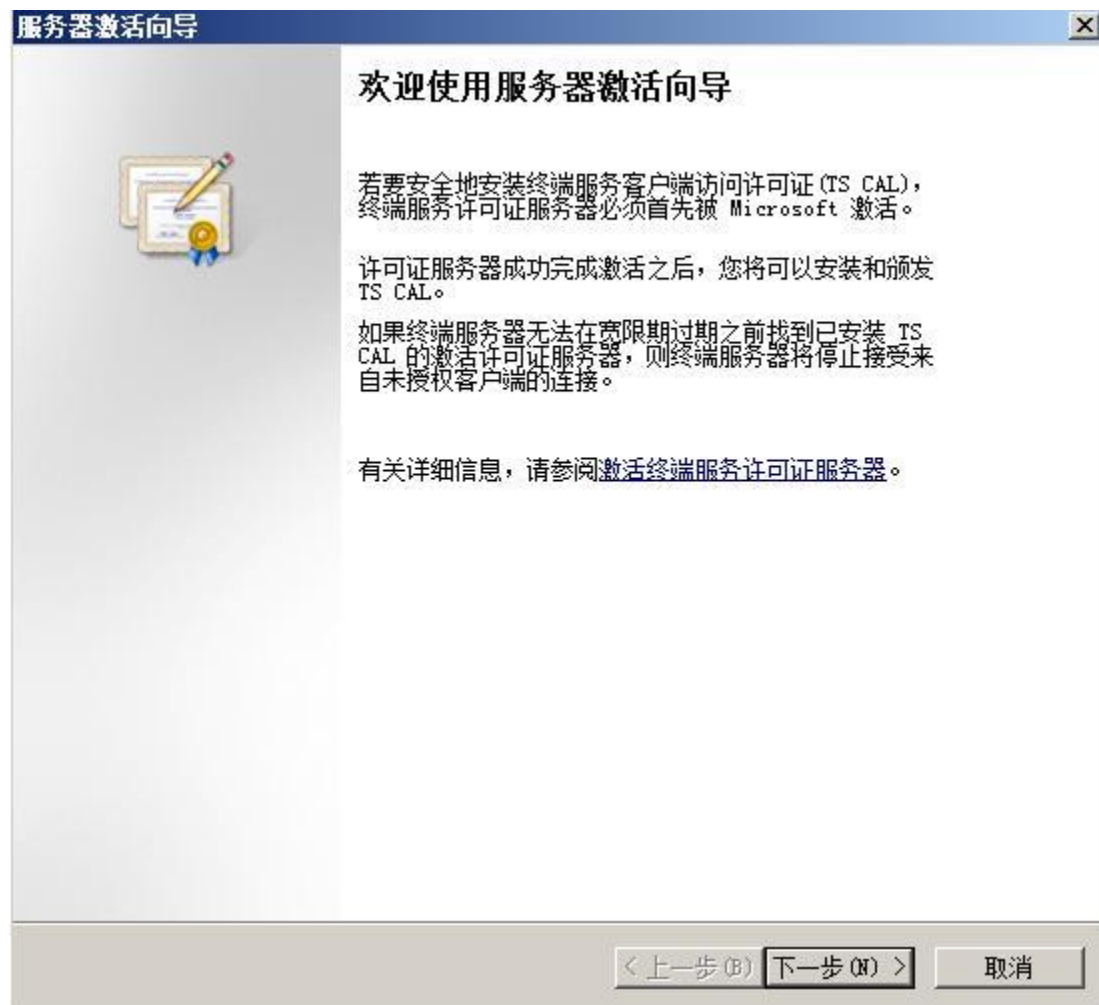 服务器激活向导
欢迎使用服务器激活向导
若要安全地安装终端服务客户端访问许可证(TS CAL),
终端服务许可证服务器必须首先被 Microsoft 激活。
许可证服务器成功完成激活之后，您将可以安装和颁发
TS CAL。
如果终端服务器无法在宽限期过期之前找到已安装 TS
CAL 的激活许可证服务器，则终端服务器将停止接受来
自未授权客户端的连接。
有关详细信息，请参阅激活终端服务许可证服务器。
< 上一步(B) 下一步(N) > 取消